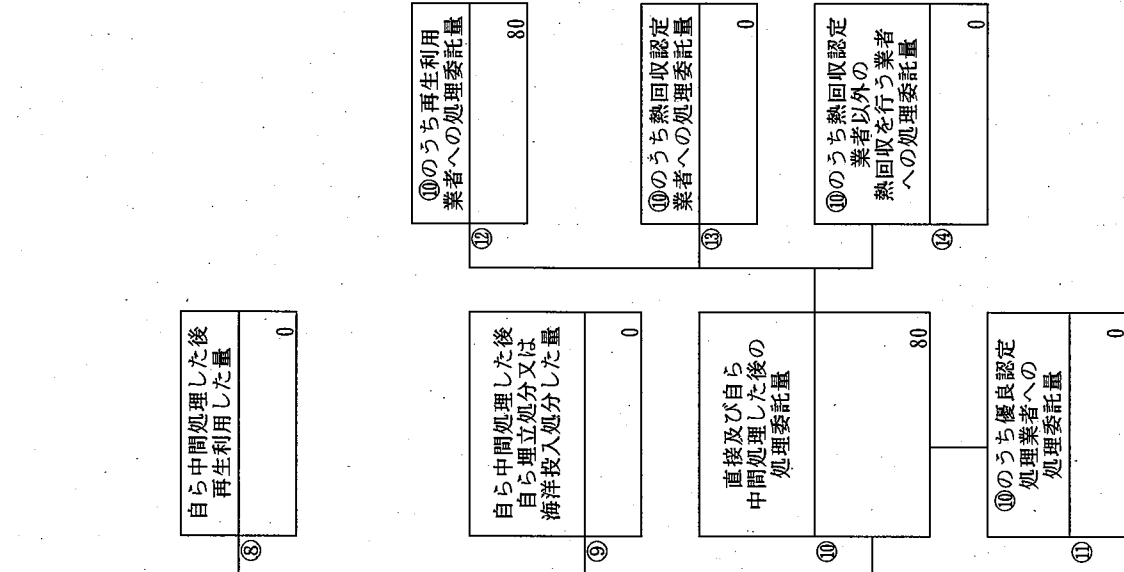 自ら中間処理した後
再生利用した量
⑧
0
自ら中間処理した後
自ら埋立処分又は
海洋投入処分した量
⑨
0
直接及び自ら
中間処理した後の
処理委託量
⑩
80
⑩のうち優良認定
処理業者への
処理委託量
⑪
0
⑩のうち再生利用
業者への処理委託量
⑫
80
⑩のうち熱回収認定
業者への処理委託量
⑬
0
⑩のうち熱回収認定
業者以外の
熱回収を行う業者
への処理委託量
⑭
0